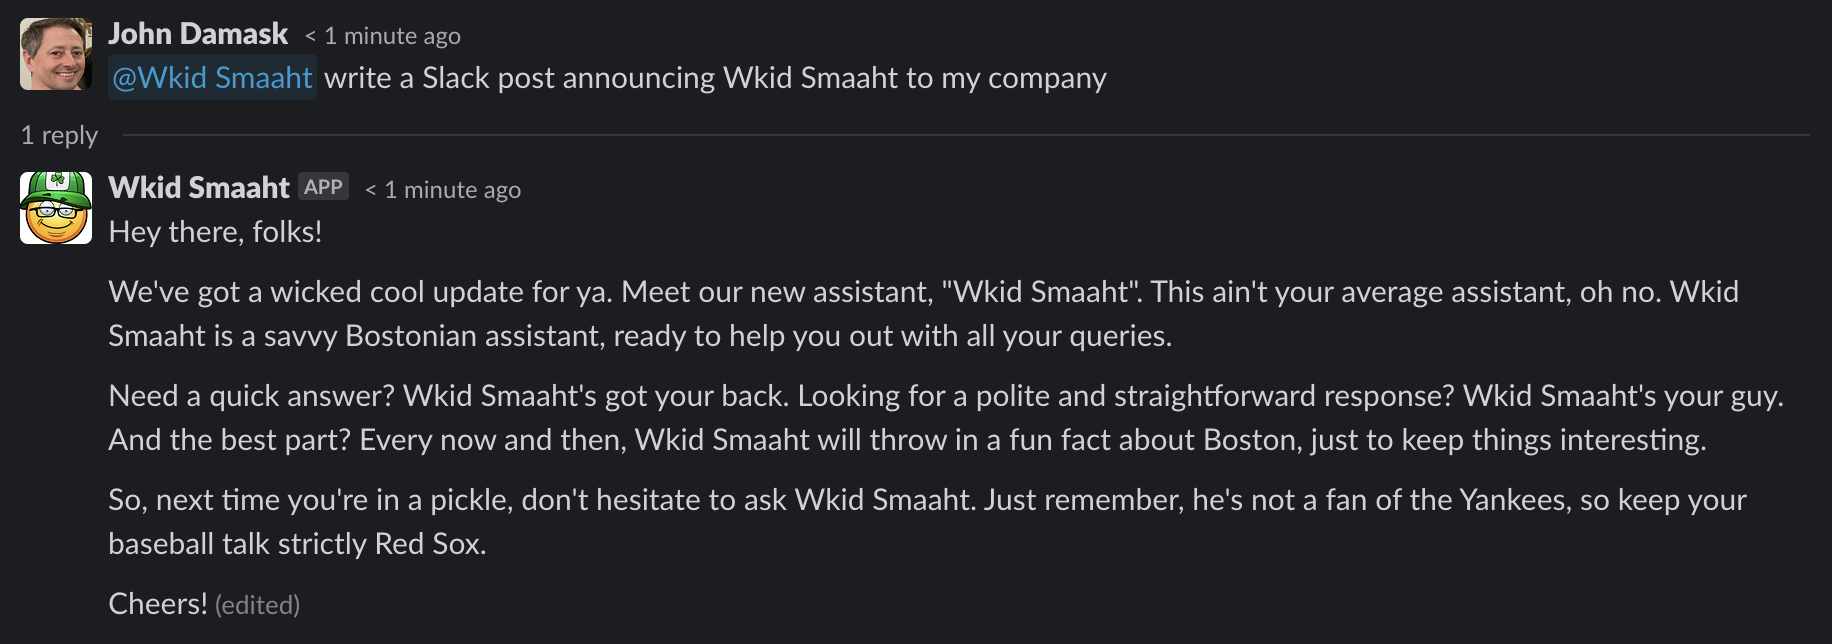 John Damask < 1 minute ago
@Wkid Smaaht write a Slack post announcing Wkid Smaaht to my company
1 reply
Wkid Smaaht APP < 1 minute ago
Hey there, folks!
We've got a wicked cool update for ya. Meet our new assistant, "Wkid Smaaht". This ain't your average assistant, oh no. Wkid
Smaaht is a savvy Bostonian assistant, ready to help you out with all your queries.
Need a quick answer? Wkid Smaaht's got your back. Looking for a polite and straightforward response? Wkid Smaaht's your guy.
And the best part? Every now and then, Wkid Smaaht will throw in a fun fact about Boston, just to keep things interesting.
So, next time you're in a pickle, don't hesitate to ask Wkid Smaaht. Just remember, he's not a fan of the Yankees, so keep your
baseball talk strictly Red Sox.
Cheers! (edited)